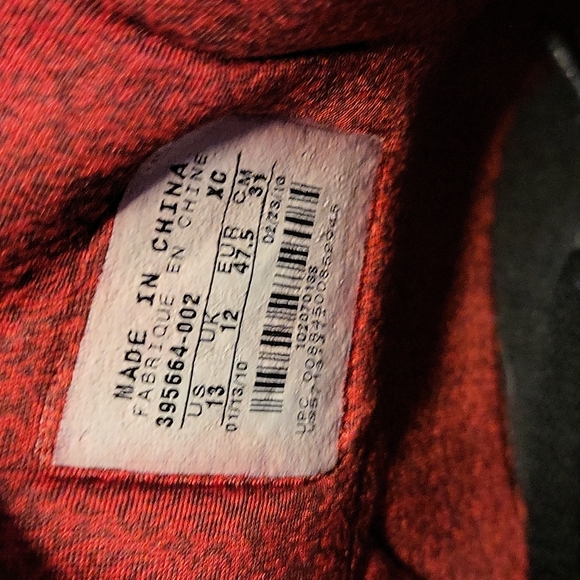 MADE IN CHINA
FABRIQUE EN CHINE
395664-002 XC
US UK EUR CM
13 12 47.5 31
01/13/10 02/23/10
UPC